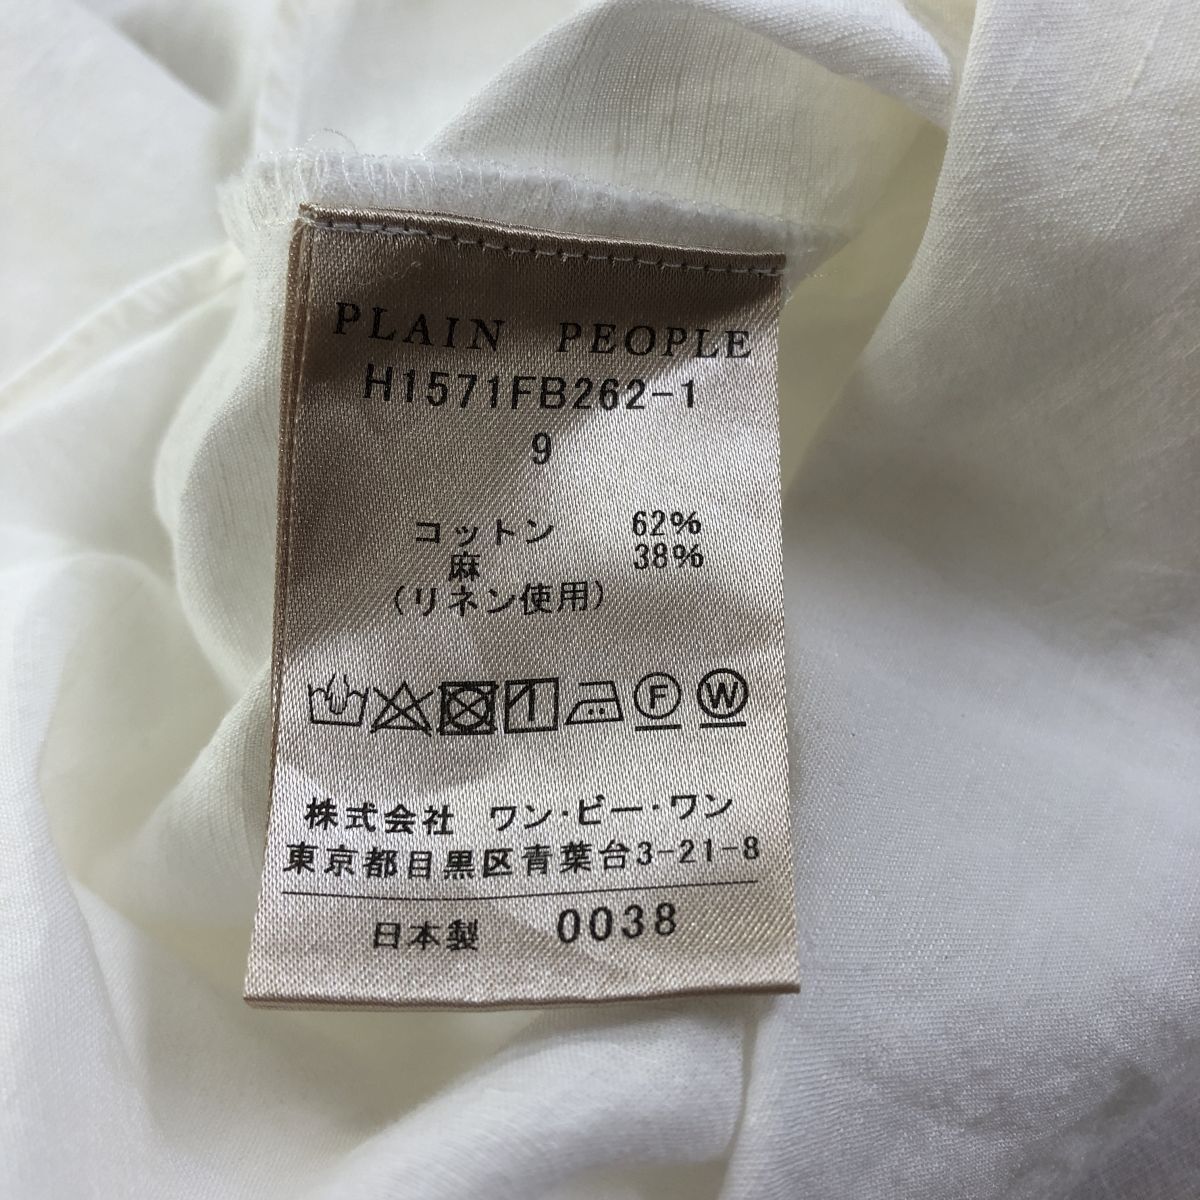 PLAIN PEOPLE
H1571FB262-1
9
コットン 62%
麻 38%
(リネン使用)
F W
株式会社 ワン・ビー・ワン
東京都目黒区青葉台3-21-8
日本製 0038